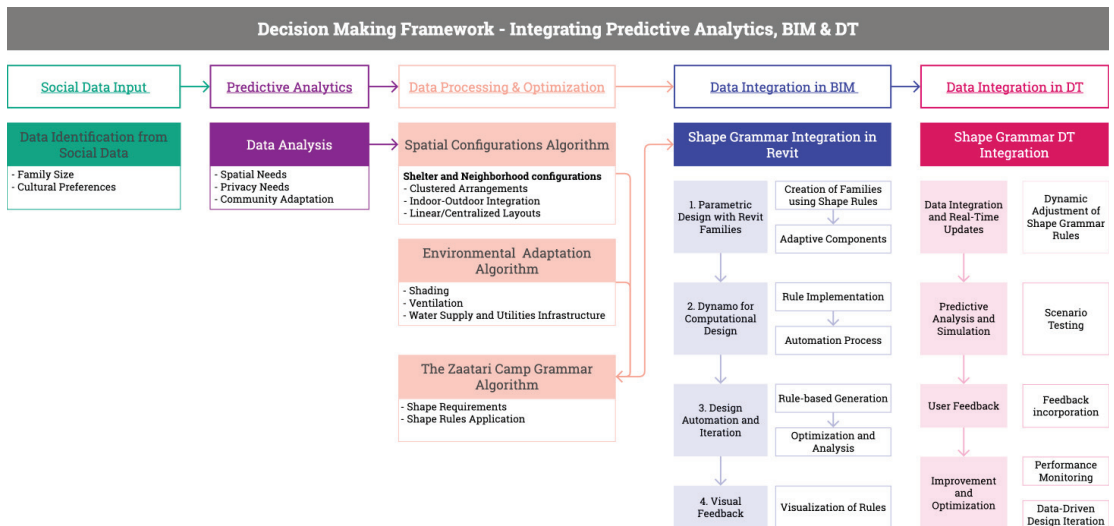 Decision Making Framework - Integrating Predictive Analytics, BIM & DT
Social Data Input
Predictive Analytics
Data Processing & Optimization
Data Integration in BIM
Data Integration in DT
Data Identification from
Social Data
- Family Size
- Cultural Preferences
Data Analysis
- Spatial Needs
- Privacy Needs
- Community Adaptation
Spatial Configurations Algorithm
Shelter and Neighborhood configurations
- Clustered Arrangements
- Indoor-Outdoor Integration
- Linear/Centralized Layouts
Environmental Adaptation
Algorithm
- Shading
- Ventilation
- Water Supply and Utilities Infrastructure
The Zaatari Camp Grammar
Algorithm
- Shape Requirements
- Shape Rules Application
Shape Grammar Integration in
Revit
1. Parametric
Design with Revit
Families
Creation of Families
using Shape Rules
Adaptive Components
2. Dynamo for
Computational
Design
Rule Implementation
Automation Process
3. Design
Automation and
Iteration
Rule-based Generation
Optimization and
Analysis
4. Visual
Feedback
Visualization of Rules
Shape Grammar DT
Integration
Data Integration
and Real-Time
Updates
Dynamic
Adjustment of
Shape Grammar
Rules
Predictive
Analysis and
Simulation
Scenario
Testing
User Feedback
Feedback
incorporation
Improvement
and
Optimization
Performance
Monitoring
Data-Driven
Design Iteration